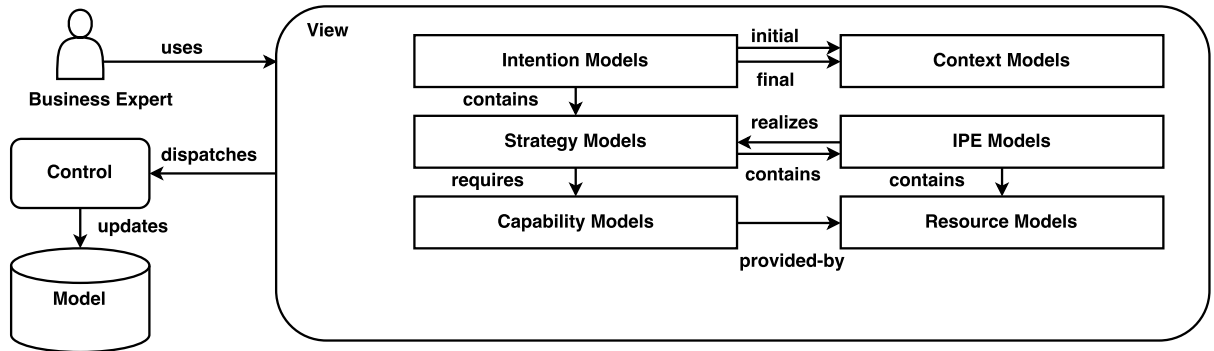 View
uses
Business Expert
Control
dispatches
updates
Model
Intention Models
initial
final
Context Models
contains
Strategy Models
realizes
contains
IPE Models
requires
contains
Capability Models
provided-by
Resource Models